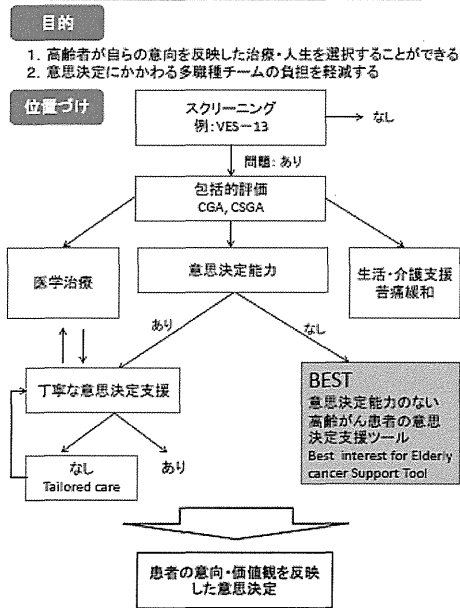 目的
1. 高齢者が自らの意向を反映した治療・人生を選択することができる
2. 意思決定にかかわる多職種チームの負担を軽減する
位置づけ
スクリーニング
例:VES－13
なし
問題: あり
包括的評価
CGA, CSGA
医学治療
意思決定能力
生活・介護支援
苦痛緩和
あり
なし
丁寧な意思決定支援
BEST
意思決定能力のない
高齢がん患者の意思
決定支援ツール
Best interest for Elderly
cancer Support Tool
なし
Tailored care
あり
患者の意向・価値観を反映
した意思決定